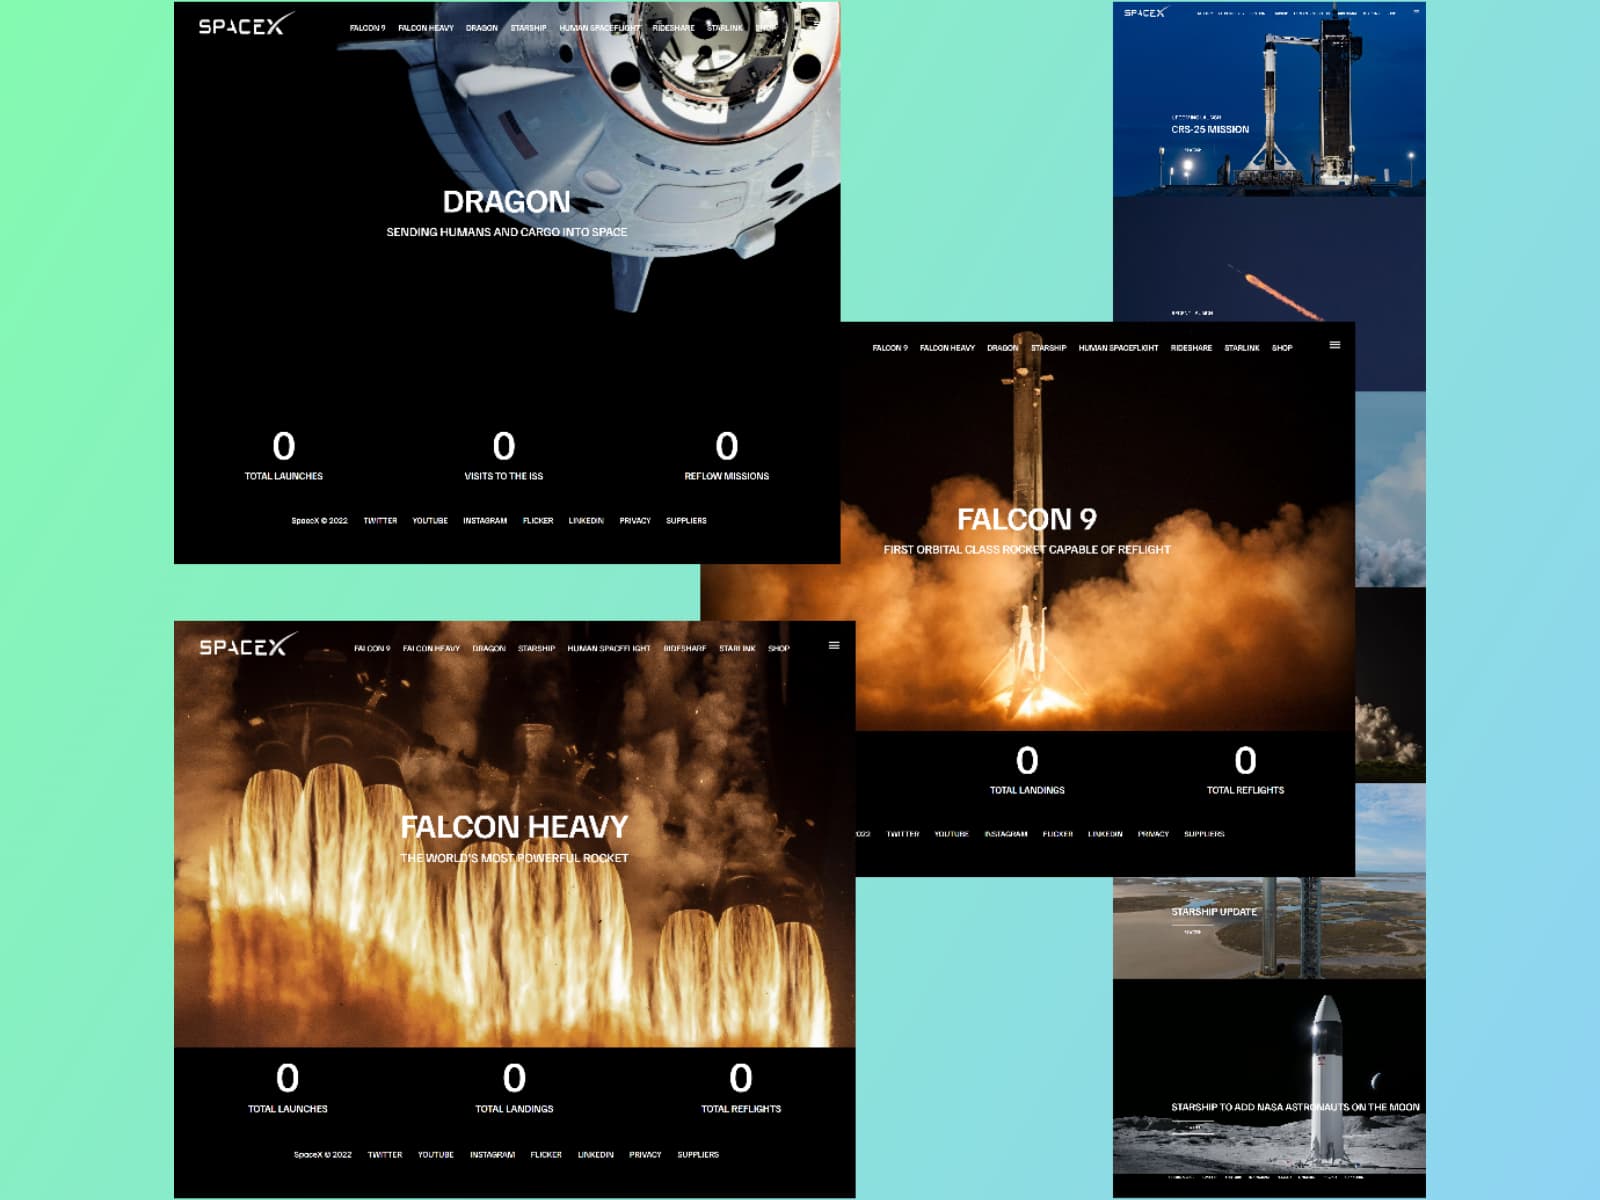 SPACEX
FALCON 9 FALCON HEAVY DRAGON STARSHIP HUMAN SPACEFLIGHT RIDESHARE STARLINK SHOP
SPACEX
DRAGON
SENDING HUMANS AND CARGO INTO SPACE
0 0 0
TOTAL LAUNCHES VISITS TO THE ISS REFLOW MISSIONS
SpaceX © 2022 TWITTER YOUTUBE INSTAGRAM FLICKER LINKEDIN PRIVACY SUPPLIERS
SPACEX
CRS-26 MISSION
FALCON 9 FALCON HEAVY DRAGON STARSHIP HUMAN SPACEFLIGHT RIDESHARE STARLINK SHOP
FALCON 9
FIRST ORBITAL CLASS ROCKET CAPABLE OF REFLIGHT
0 0
TOTAL LANDINGS TOTAL REFLIGHTS
2022 TWITTER YOUTUBE INSTAGRAM FLICKER LINKEDIN PRIVACY SUPPLIERS
SPACEX
FALCON 9 FALCON HEAVY DRAGON STARSHIP HUMAN SPACEFLIGHT RIDESHARE STARLINK SHOP
FALCON HEAVY
THE WORLD'S MOST POWERFUL ROCKET
0 0 0
TOTAL LAUNCHES TOTAL LANDINGS TOTAL REFLIGHTS
SpaceX © 2022 TWITTER YOUTUBE INSTAGRAM FLICKER LINKEDIN PRIVACY SUPPLIERS
STARSHIP UPDATE
STARSHIP TO ADD NASA ASTRONAUTS ON THE MOON